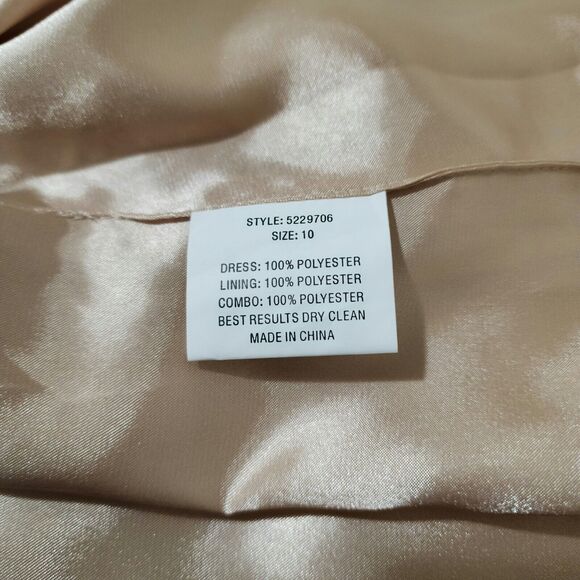 STYLE: 5229706
SIZE: 10
DRESS: 100% POLYESTER
LINING: 100% POLYESTER
COMBO: 100% POLYESTER
BEST RESULTS DRY CLEAN
MADE IN CHINA